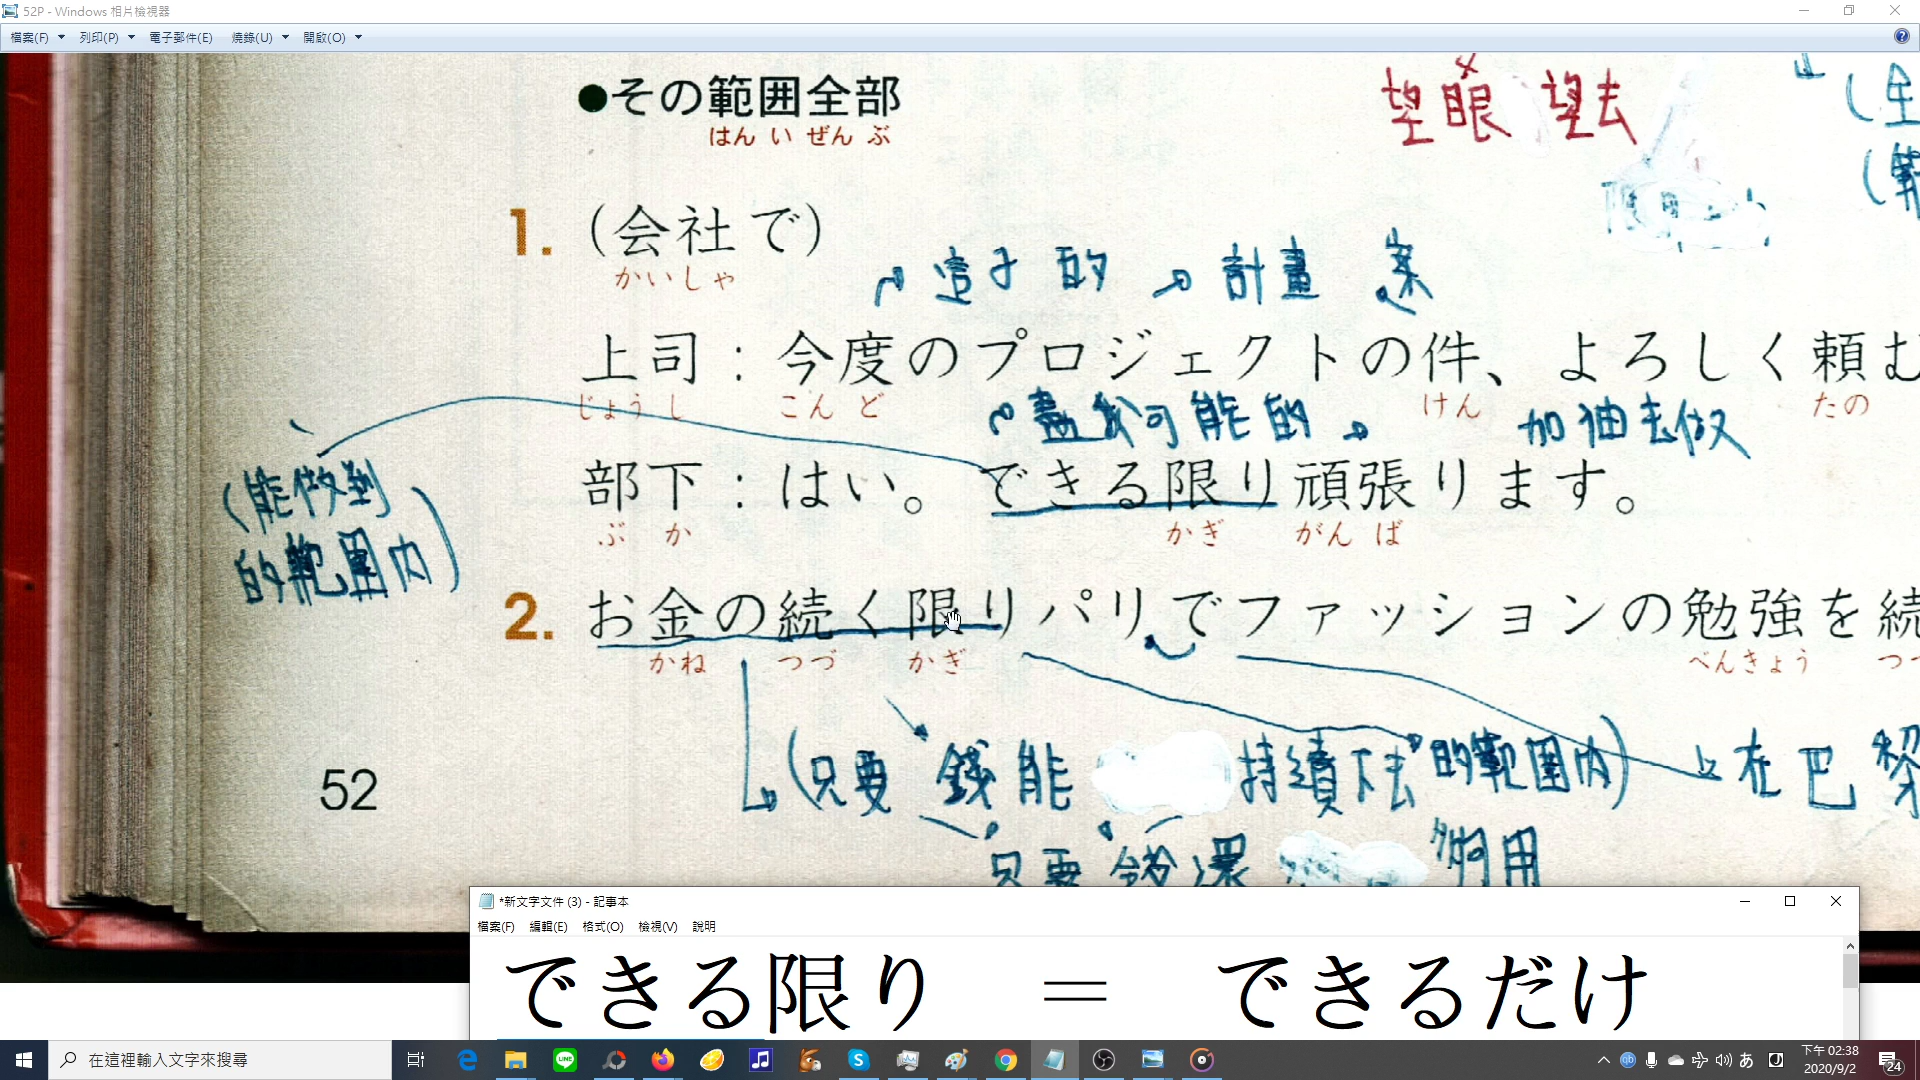 52P - Windows 相片檢視器
檔案(F) 列印(P) 電子郵件(E) 燒錄(U) 開啟(O)
●その範囲全部
はん い ぜん ぶ
望眼 望去
1. (会社で)
かいしゃ
的 計畫 案
上司：今度のプロジェクトの件、よろしく頼む
じょう し こん ど けん たの
盡我可能的 加油去做
部下：はい。できる限り頑張ります。
ぶ か かぎ がん ば
(能做到
的範圍內)
2. お金の続く限りパリでファッションの勉強を続
かね つづ かぎ べんきょう つづ
(只要 錢能 持續下去的範圍內) 在巴黎
只要 錢 還 夠用
52
*新文字文件 (3) - 記事本
檔案(F) 編輯(E) 格式(O) 檢視(V) 說明
できる限り ＝ できるだけ
在這裡輸入文字來搜尋
下午 02:38
2020/9/2
24